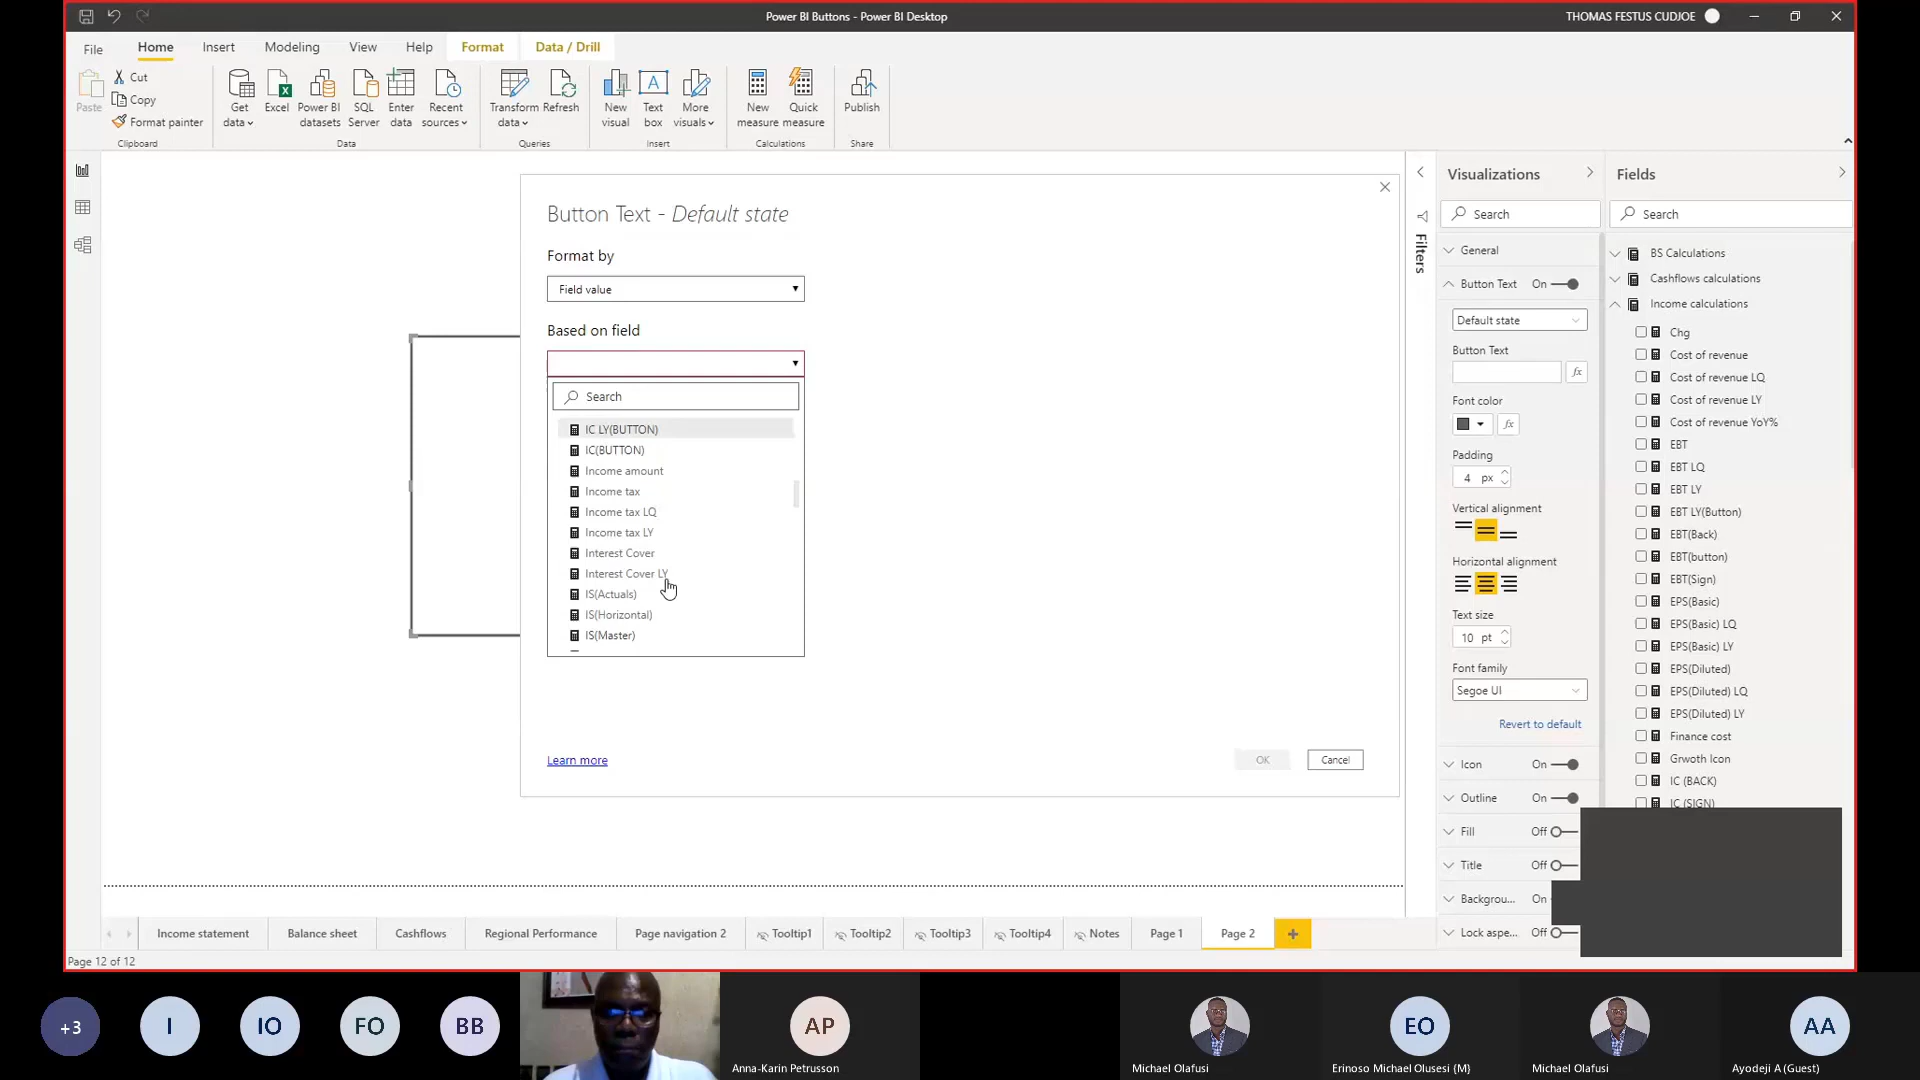 Power BI Buttons - Power BI Desktop
THOMAS FESTUS CUDJOE
File
Home
Insert
Modeling
View
Help
Format
Data / Drill
Paste
Cut
Copy
Format painter
Clipboard
Get data
Excel
Power BI datasets
SQL Server
Enter data
Recent sources
Data
Transform data
Refresh
Queries
New visual
Text box
More visuals
Insert
New measure
Quick measure
Calculations
Publish
Share
Button Text - Default state
Format by
Field value
Based on field
Search
IC LY(BUTTON)
IC(BUTTON)
Income amount
Income tax
Income tax LQ
Income tax LY
Interest Cover
Interest Cover LY
IS(Actuals)
IS(Horizontal)
IS(Master)
Learn more
OK
Cancel
Filters
Visualizations
Search
General
Button Text On
Default state
Button Text
fx
Font color
fx
Padding
4 px
Vertical alignment
Horizontal alignment
Text size
10 pt
Font family
Segoe UI
Revert to default
Icon On
Outline On
Fill Off
Title Off
Backgrou... On
Lock aspe... Off
Fields
Search
BS Calculations
Cashflows calculations
Income calculations
Chg
Cost of revenue
Cost of revenue LQ
Cost of revenue LY
Cost of revenue YoY%
EBT
EBT LQ
EBT LY
EBT LY(Button)
EBT(Back)
EBT(button)
EBT(Sign)
EPS(Basic)
EPS(Basic) LQ
EPS(Basic) LY
EPS(Diluted)
EPS(Diluted) LQ
EPS(Diluted) LY
Finance cost
Grwoth Icon
IC (BACK)
IC (SIGN)
Income statement
Balance sheet
Cashflows
Regional Performance
Page navigation 2
Tooltip1
Tooltip2
Tooltip3
Tooltip4
Notes
Page 1
Page 2
+
Page 12 of 12
+3
I
IO
FO
BB
AP
Anna-Karin Petrusson
Michael Olafusi
EO
Erinoso Michael Olusesi (M)
Michael Olafusi
AA
Ayodeji A (Guest)